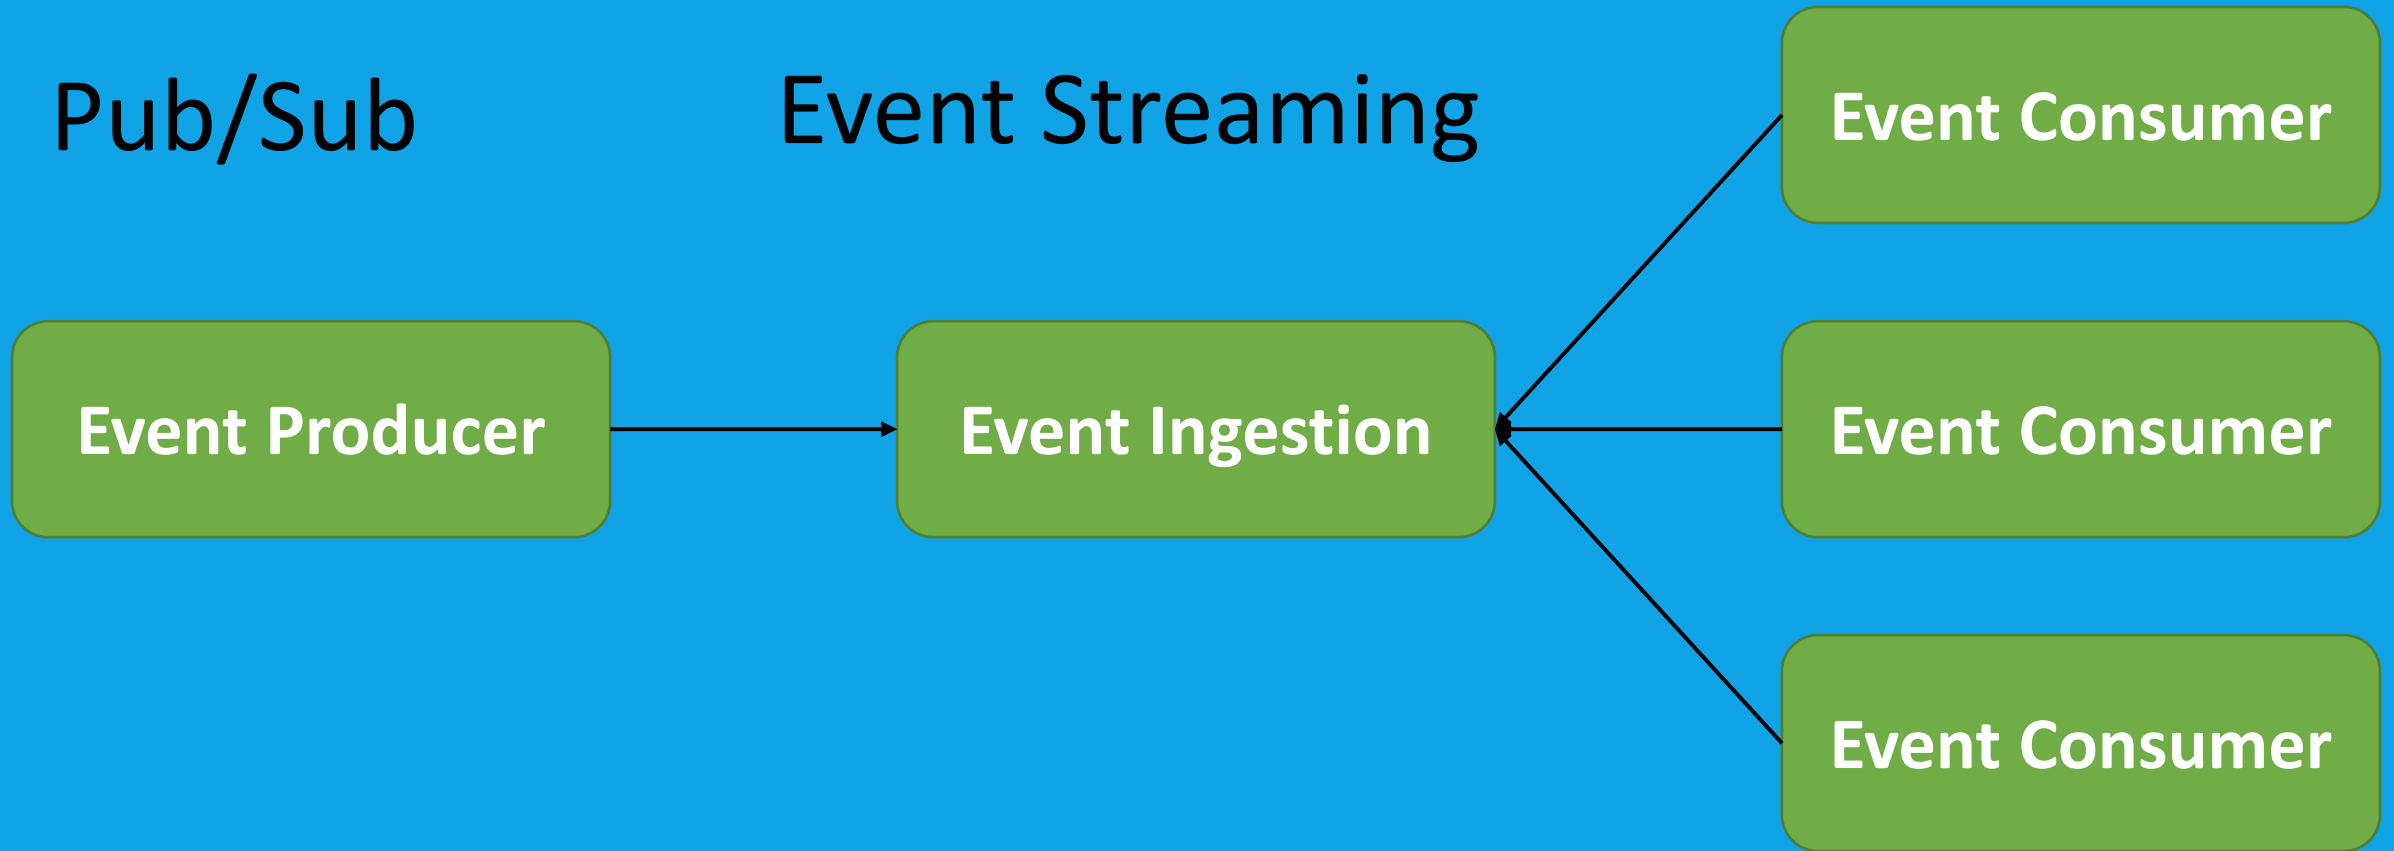 Pub/Sub
Event Streaming
Event Consumer
Event Producer
Event Ingestion
Event Consumer
Event Consumer